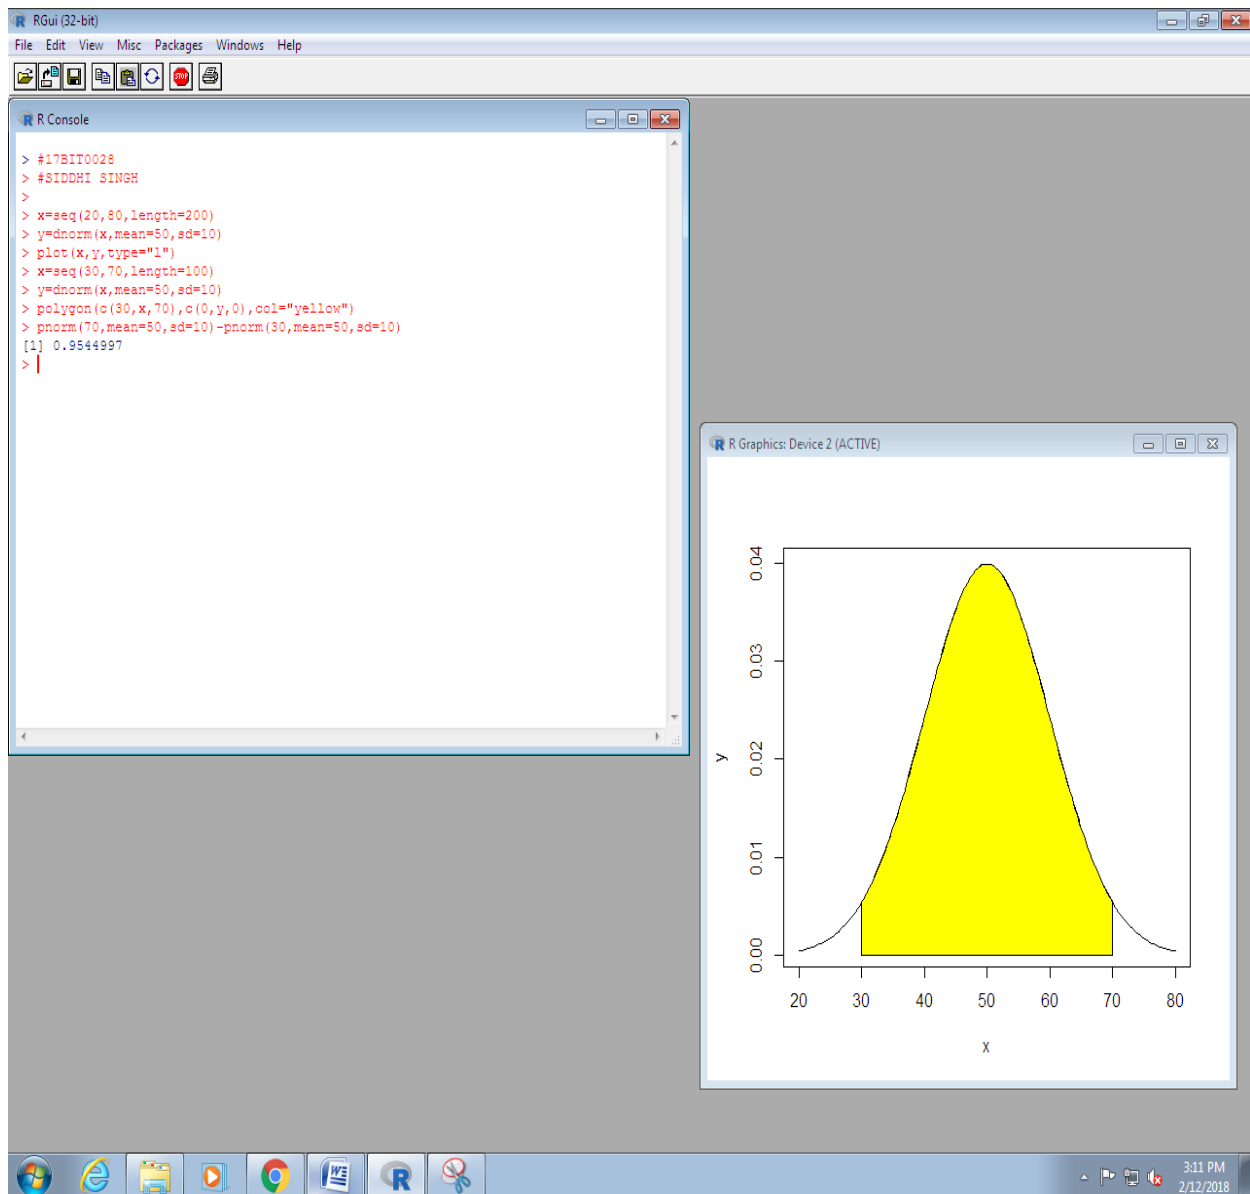 RGui (32-bit)
File Edit View Misc Packages Windows Help
STOP
R Console
> #17BIT0028
> #SIDDHI SINGH
>
> x=seq(20,80,length=200)
> y=dnorm(x,mean=50,sd=10)
> plot(x,y,type="l")
> x=seq(30,70,length=100)
> y=dnorm(x,mean=50,sd=10)
> polygon(c(30,x,70),c(0,y,0),col="yellow")
> pnorm(70,mean=50,sd=10)-pnorm(30,mean=50,sd=10)
[1] 0.9544997
>
R Graphics: Device 2 (ACTIVE)
0.04
0.03
0.02
0.01
0.00
y
20 30 40 50 60 70 80
x
3:11 PM
2/12/2018